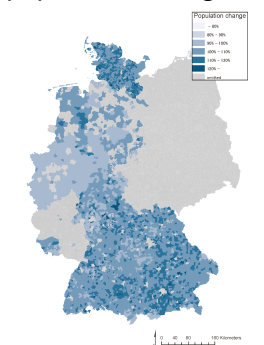 Population change
- 80%
80% - 90%
90% - 100%
100% - 110%
110% - 120%
120% -
omitted
0 40 80 160 Kilometers